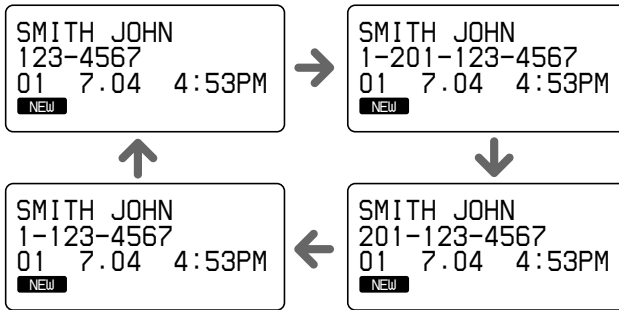 SMITH JOHN
123-4567
01 7.04 4:53PM
NEW
SMITH JOHN
1-201-123-4567
01 7.04 4:53PM
NEW
SMITH JOHN
1-123-4567
01 7.04 4:53PM
NEW
SMITH JOHN
201-123-4567
01 7.04 4:53PM
NEW